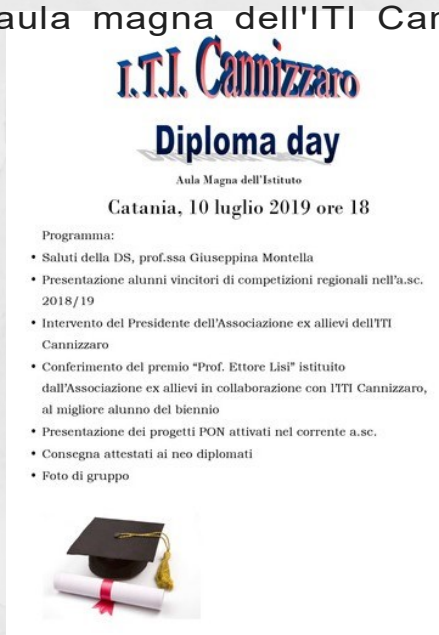 aula magna dell'ITI Can
I.T.I. Cannizzaro
Diploma day
Aula Magna dell'Istituto
Catania, 10 luglio 2019 ore 18
Programma:
• Saluti della DS, prof.ssa Giuseppina Montella
• Presentazione alunni vincitori di competizioni regionali nell'a.sc.
2018/19
• Intervento del Presidente dell'Associazione ex allievi dell'ITI
Cannizzaro
• Conferimento del premio "Prof. Ettore Lisi" istituito
dall'Associazione ex allievi in collaborazione con l'ITI Cannizzaro,
al migliore alunno del biennio
• Presentazione dei progetti PON attivati nel corrente a.sc.
• Consegna attestati ai neo diplomati
• Foto di gruppo